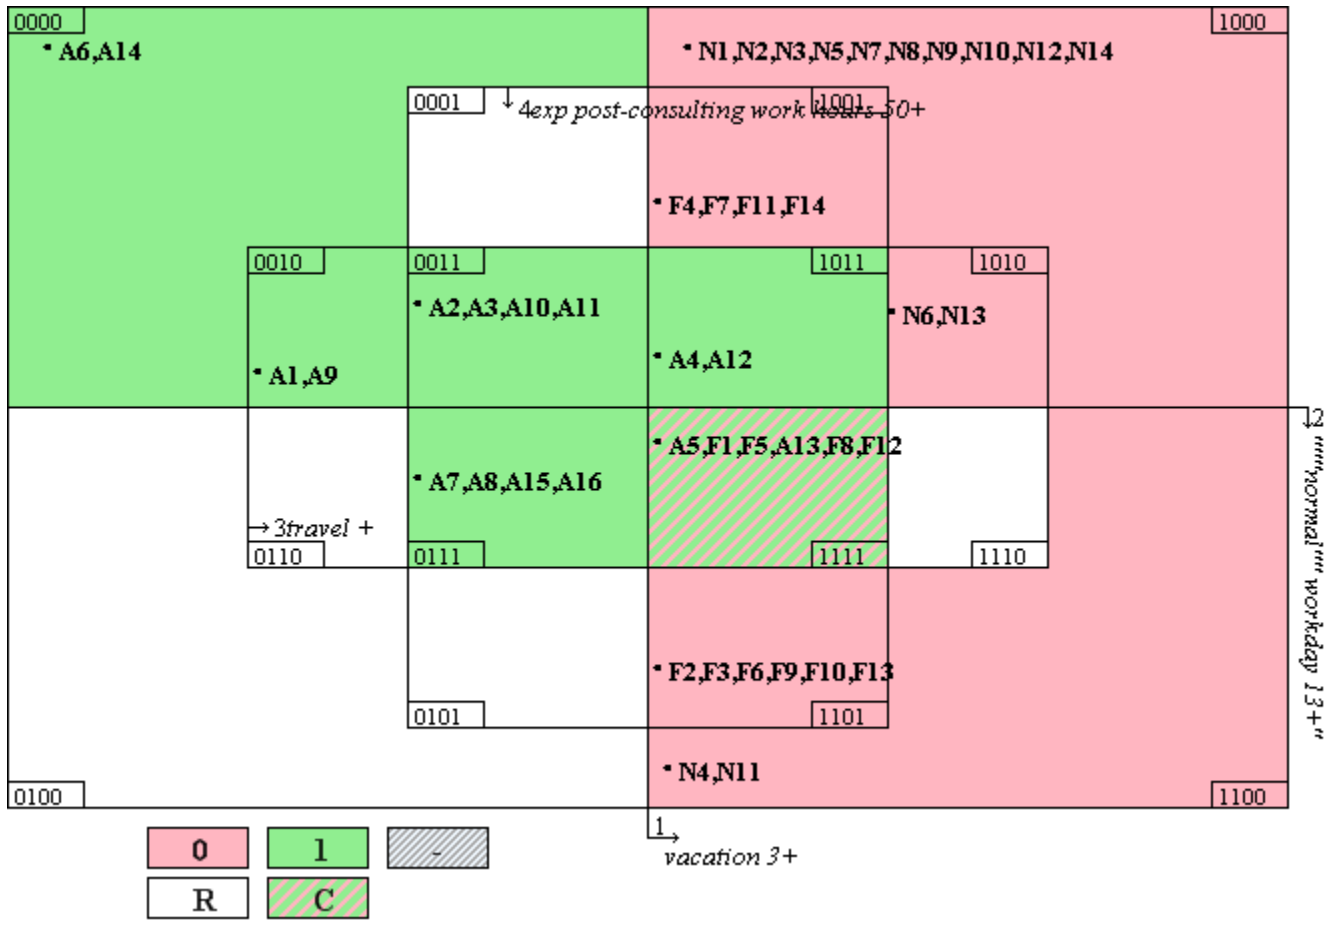 0000
1000
A6,A14
N1,N2,N3,N5,N7,N8,N9,N10,N12,N14
0001
1001
4exp post-consulting work hours 50+
F4,F7,F11,F14
0010
0011
1011
1010
A2,A3,A10,A11
N6,N13
A4,A12
A1,A9
2
""""normal"""" workday 13+"
A5,F1,F5,A13,F8,F12
A7,A8,A15,A16
3travel +
0110
0111
1111
1110
F2,F3,F6,F9,F10,F13
0101
1101
N4,N11
0100
1100
1
vacation 3+
0
1
-
R
C